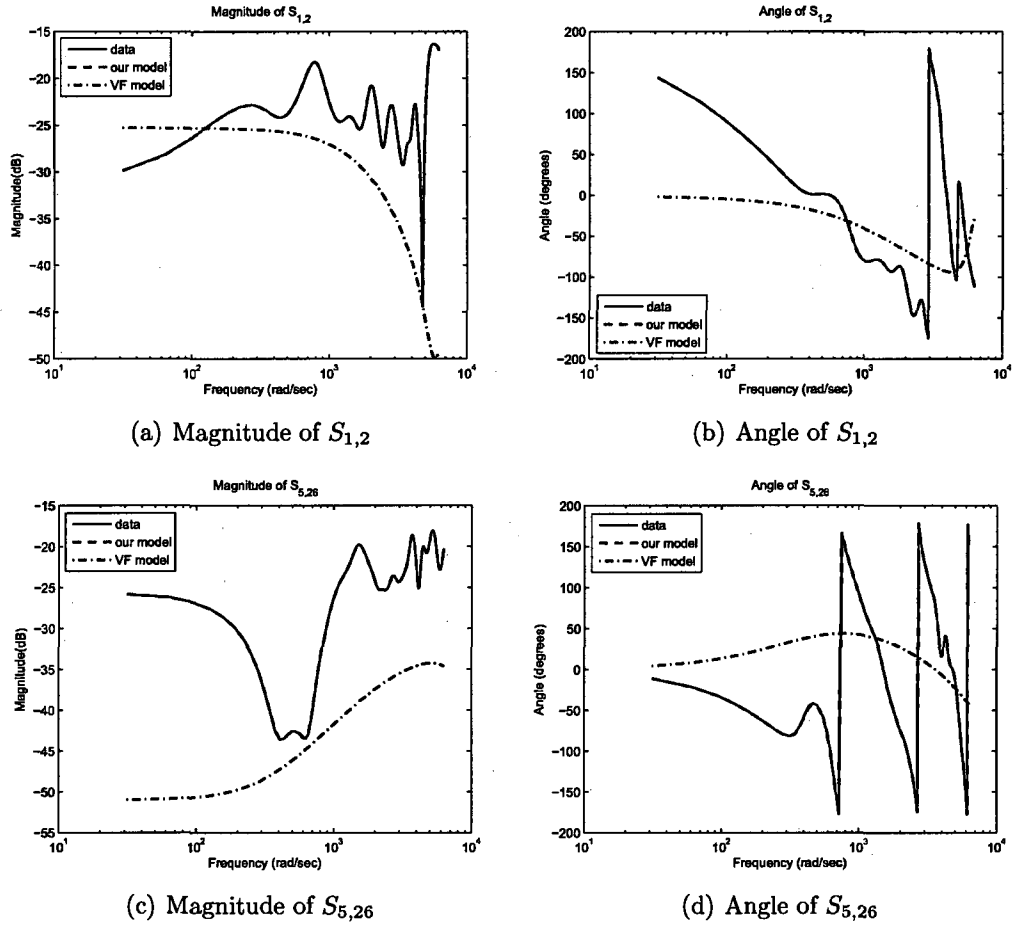 Magnitude of S1,2
data
our model
VF model
−15
−20
−25
−30
−35
−40
−45
−50
Magnitude(dB)
10^1
10^2
10^3
10^4
Frequency (rad/sec)
(a) Magnitude of S1,2
Angle of S1,2
200
150
100
50
0
−50
−100
−150
−200
Angle (degrees)
data
our model
VF model
10^1
10^2
10^3
10^4
Frequency (rad/sec)
(b) Angle of S1,2
Magnitude of S5,26
data
our model
VF model
−15
−20
−25
−30
−35
−40
−45
−50
−55
Magnitude(dB)
10^1
10^2
10^3
10^4
Frequency (rad/sec)
(c) Magnitude of S5,26
Angle of S5,26
data
our model
VF model
200
150
100
50
0
−50
−100
−150
−200
Angle (degrees)
10^1
10^2
10^3
10^4
Frequency (rad/sec)
(d) Angle of S5,26